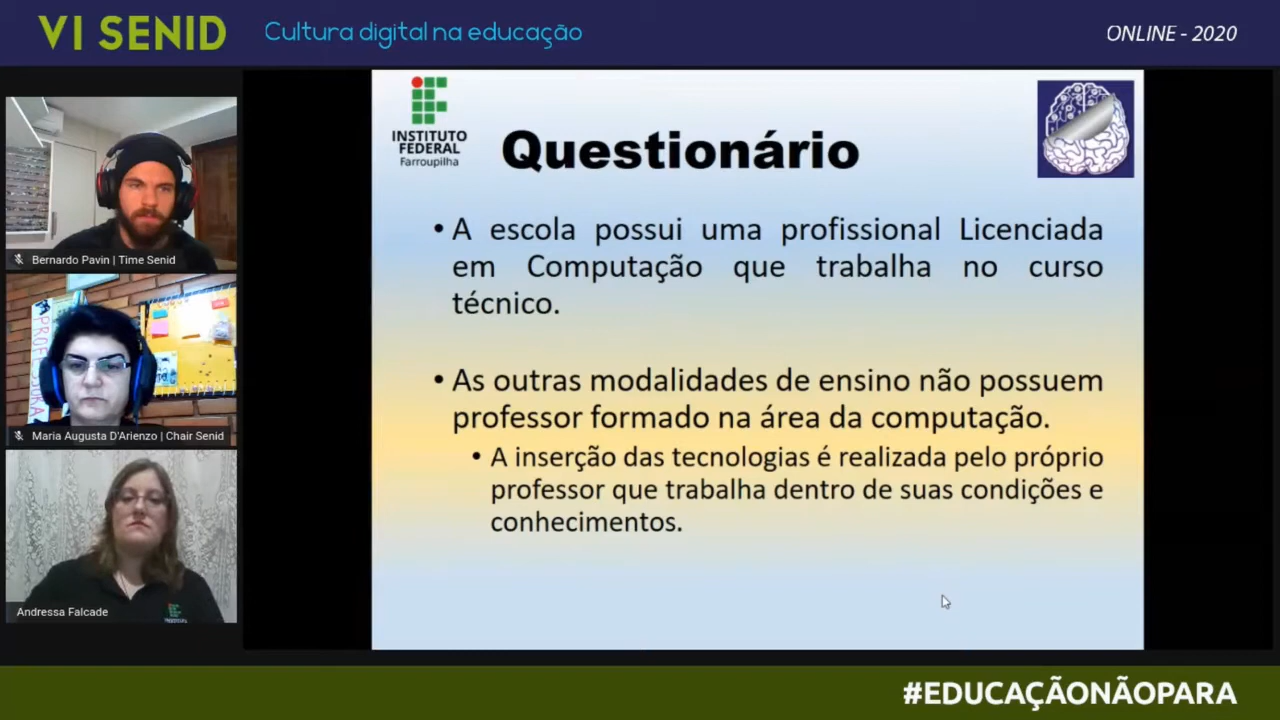 VI SENID
Cultura digital na educação
ONLINE - 2020
INSTITUTO
FEDERAL
Farroupilha
Questionário
• A escola possui uma profissional Licenciada
em Computação que trabalha no curso
técnico.
• As outras modalidades de ensino não possuem
professor formado na área da computação.
• A inserção das tecnologias é realizada pelo próprio
professor que trabalha dentro de suas condições e
conhecimentos.
Bernardo Pavin | Time Senid
PROFESSORA
Maria Augusta D'Arienzo | Chair Senid
Andressa Falcade
#EDUCAÇÃONÃOPARA